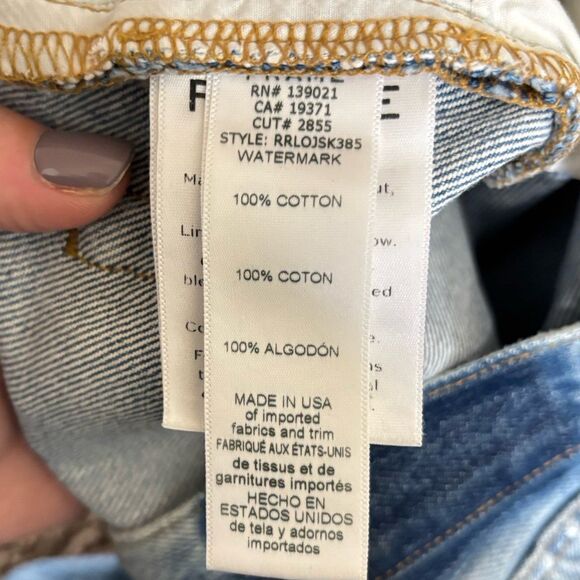 FRAME
RN# 139021
CA# 19371
CUT# 2855
STYLE: RRLOJSK385
WATERMARK
100% COTTON
100% COTON
100% ALGODÓN
MADE IN USA
of imported
fabrics and trim
FABRIQUÉ AUX ÉTATS-UNIS
de tissus et de
garnitures importés
HECHO EN
ESTADOS UNIDOS
de tela y adornos
importados